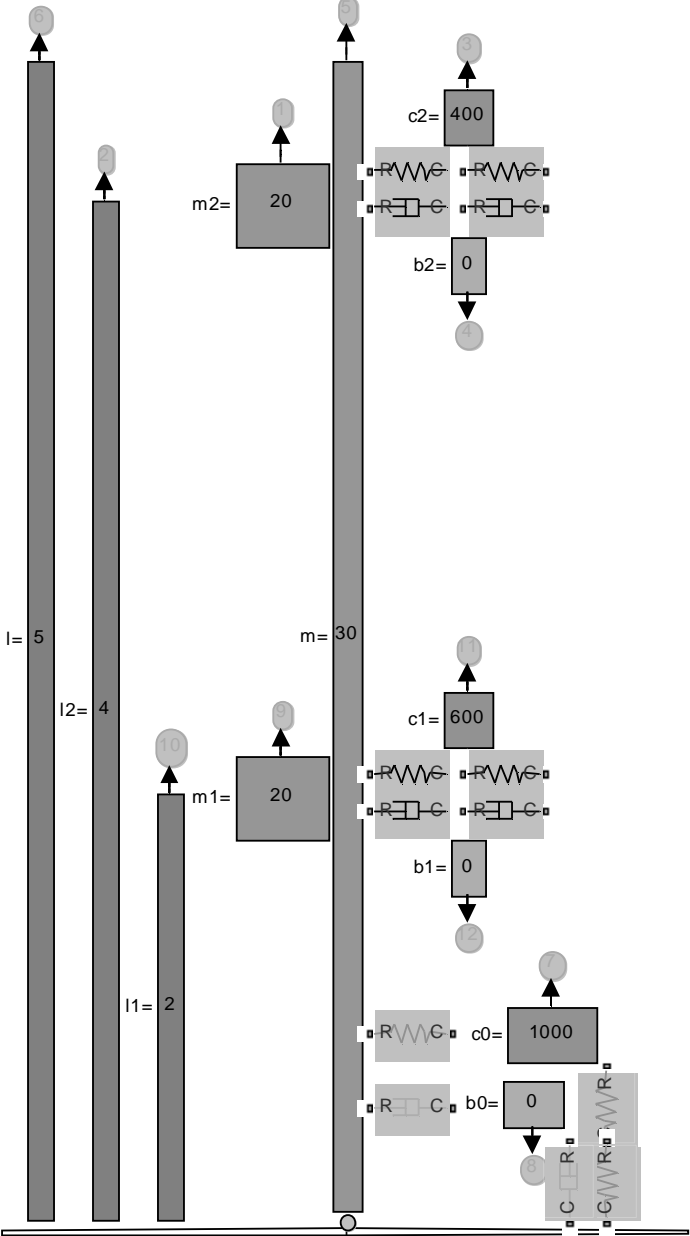 6
5
3
c2= 400
1
2
R C R C
m2= 20
R C R C
b2= 0
4
l= 5
m= 30
11
l2= 4
c1= 600
9
10
R C R C
m1= 20
R C R C
b1= 0
12
7
l1= 2
R C
c0= 1000
R
b0= 0
R C
8
R R
C C